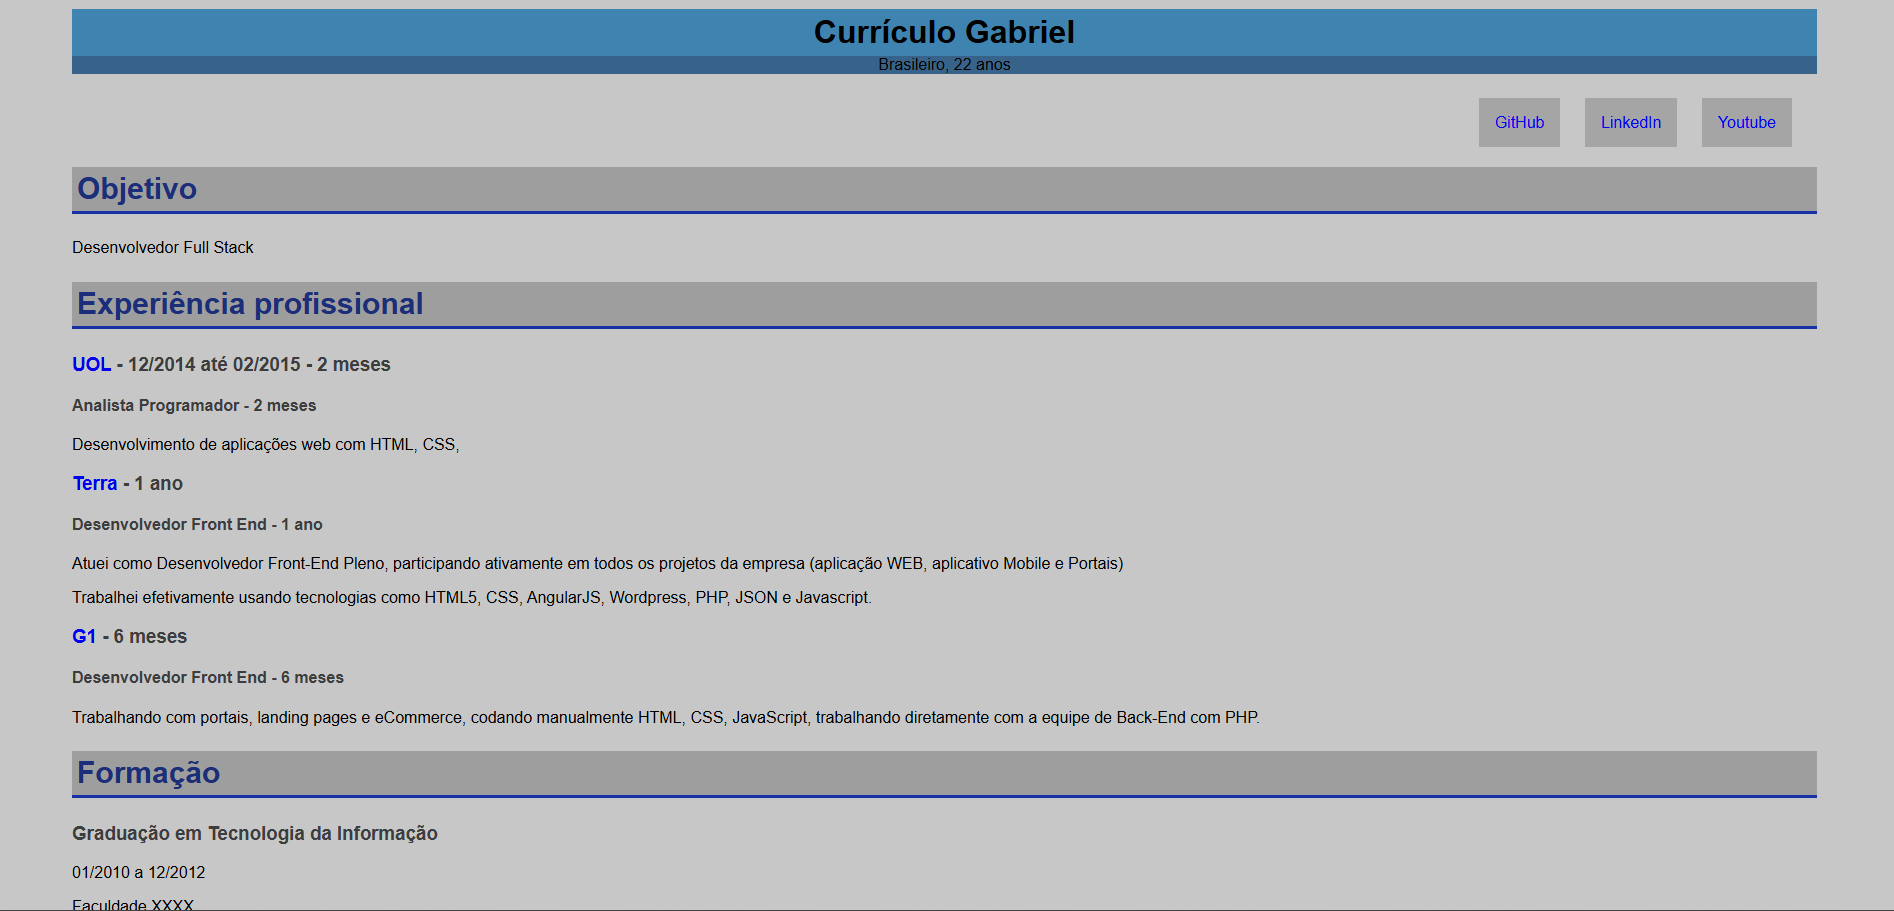 Currículo Gabriel
Brasileiro, 22 anos
GitHub LinkedIn Youtube
Objetivo
Desenvolvedor Full Stack
Experiência profissional
UOL - 12/2014 até 02/2015 - 2 meses
Analista Programador - 2 meses
Desenvolvimento de aplicações web com HTML, CSS,
Terra - 1 ano
Desenvolvedor Front End - 1 ano
Atuei como Desenvolvedor Front-End Pleno, participando ativamente em todos os projetos da empresa (aplicação WEB, aplicativo Mobile e Portais)
Trabalhei efetivamente usando tecnologias como HTML5, CSS, AngularJS, Wordpress, PHP, JSON e Javascript.
G1 - 6 meses
Desenvolvedor Front End - 6 meses
Trabalhando com portais, landing pages e eCommerce, codando manualmente HTML, CSS, JavaScript, trabalhando diretamente com a equipe de Back-End com PHP.
Formação
Graduação em Tecnologia da Informação
01/2010 a 12/2012
Faculdade XXXX